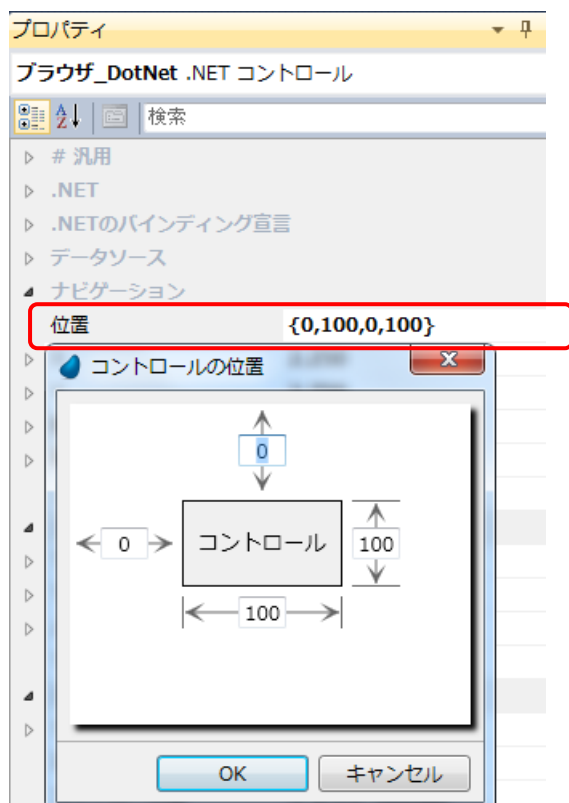 プロパティ
ブラウザ_DotNet .NET コントロール
検索
# 汎用
.NET
.NETのバインディング宣言
データソース
ナビゲーション
位置 {0,100,0,100}
コントロールの位置
0
0 コントロール 100
100
OK キャンセル